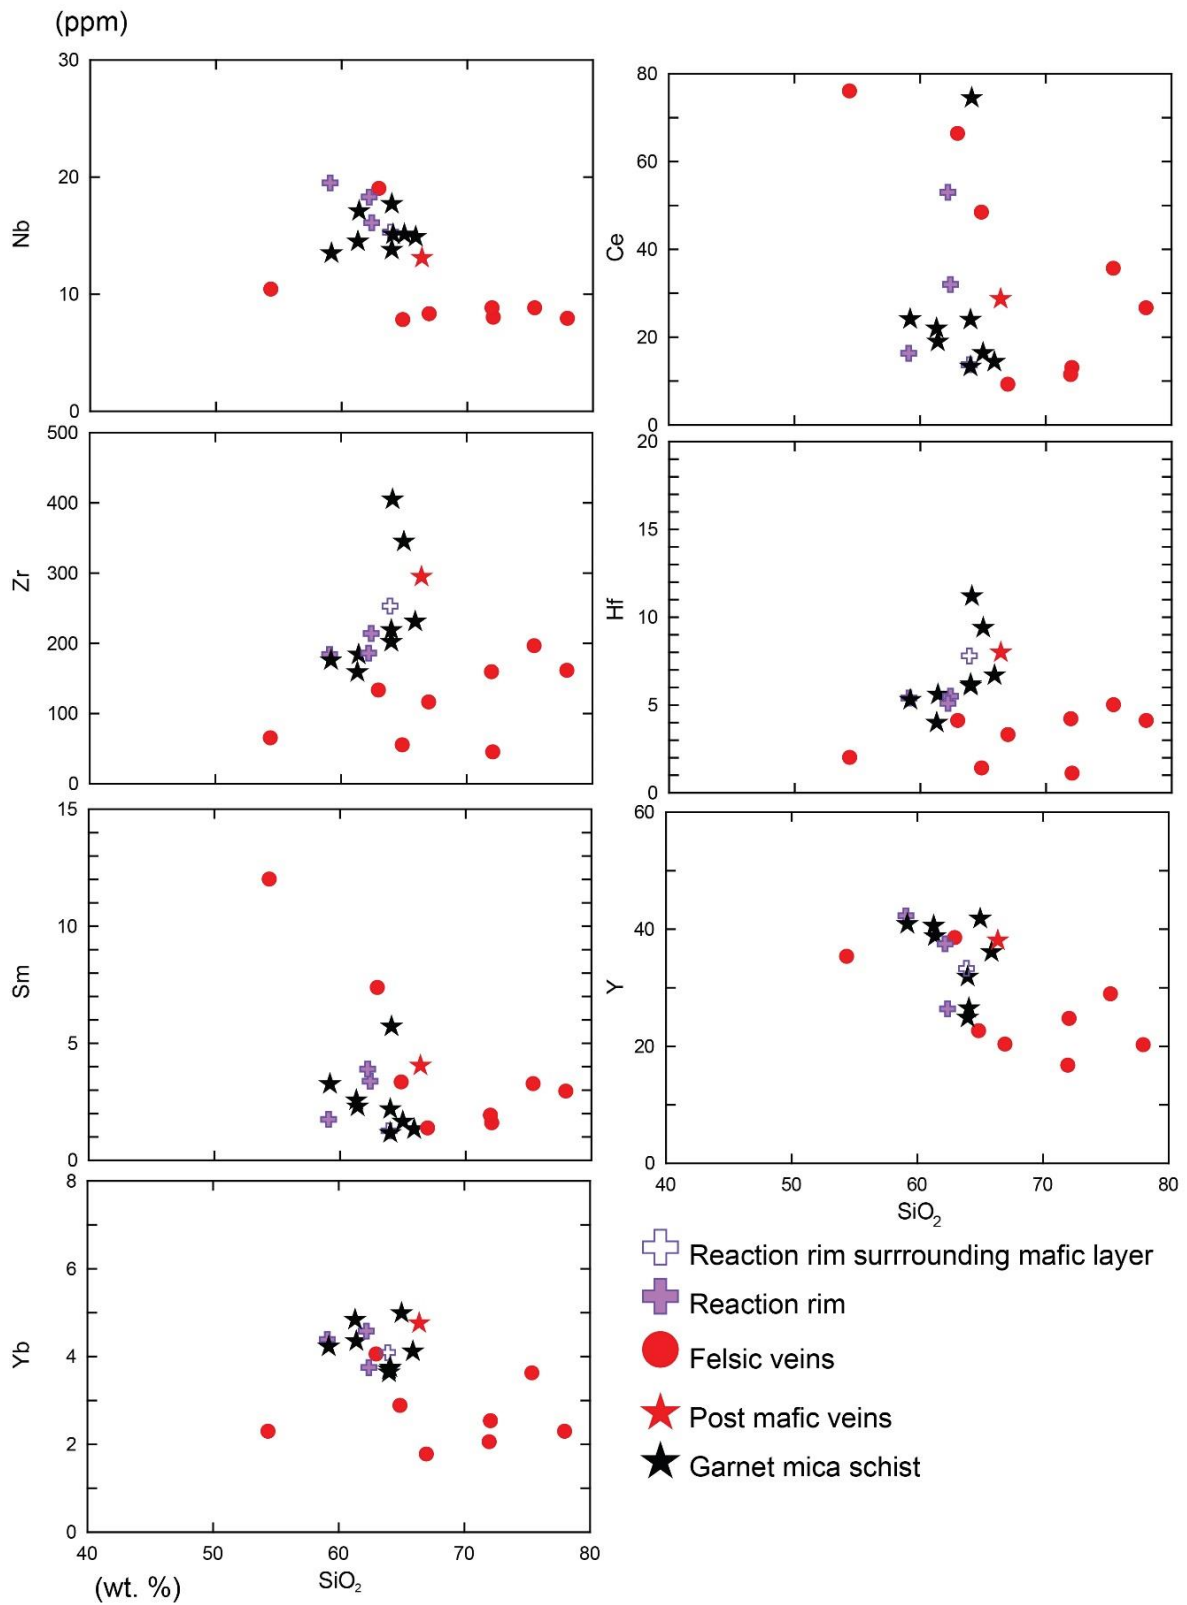 (ppm)
30
20
10
0
Nb
500
400
300
200
100
0
Zr
15
10
5
0
Sm
8
6
4
2
0
Yb
40 50 60 70 80
(wt. %)
SiO₂
80
60
40
20
0
Ce
20
15
10
5
0
Hf
60
40
20
0
Y
40 50 60 70 80
SiO₂
Reaction rim surrrounding mafic layer
Reaction rim
Felsic veins
Post mafic veins
Garnet mica schist